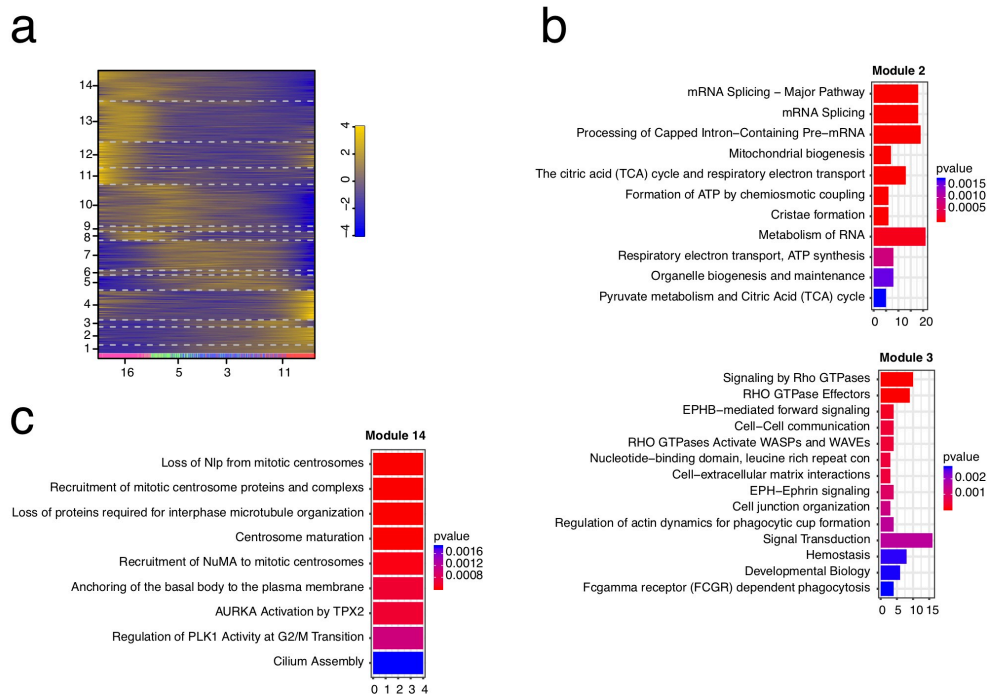 a
14
13
12
11
10
9
8
7
6
5
4
3
2
1
16 5 3 11
4
2
0
−2
−4
b
Module 2
mRNA Splicing − Major Pathway
mRNA Splicing
Processing of Capped Intron−Containing Pre−mRNA
Mitochondrial biogenesis
The citric acid (TCA) cycle and respiratory electron transport
Formation of ATP by chemiosmotic coupling
Cristae formation
Metabolism of RNA
Respiratory electron transport, ATP synthesis
Organelle biogenesis and maintenance
Pyruvate metabolism and Citric Acid (TCA) cycle
0 10 20
pvalue
0.0015
0.0010
0.0005
Module 3
Signaling by Rho GTPases
RHO GTPase Effectors
EPHB−mediated forward signaling
Cell−Cell communication
RHO GTPases Activate WASPs and WAVEs
Nucleotide−binding domain, leucine rich repeat con
Cell−extracellular matrix interactions
EPH−Ephrin signaling
Cell junction organization
Regulation of actin dynamics for phagocytic cup formation
Signal Transduction
Hemostasis
Developmental Biology
Fcgamma receptor (FCGR) dependent phagocytosis
0 5 10 15
pvalue
0.002
0.001
c
Module 14
Loss of Nlp from mitotic centrosomes
Recruitment of mitotic centrosome proteins and complexs
Loss of proteins required for interphase microtubule organization
Centrosome maturation
Recruitment of NuMA to mitotic centrosomes
Anchoring of the basal body to the plasma membrane
AURKA Activation by TPX2
Regulation of PLK1 Activity at G2/M Transition
Cilium Assembly
0 1 2 3 4
pvalue
0.0016
0.0012
0.0008